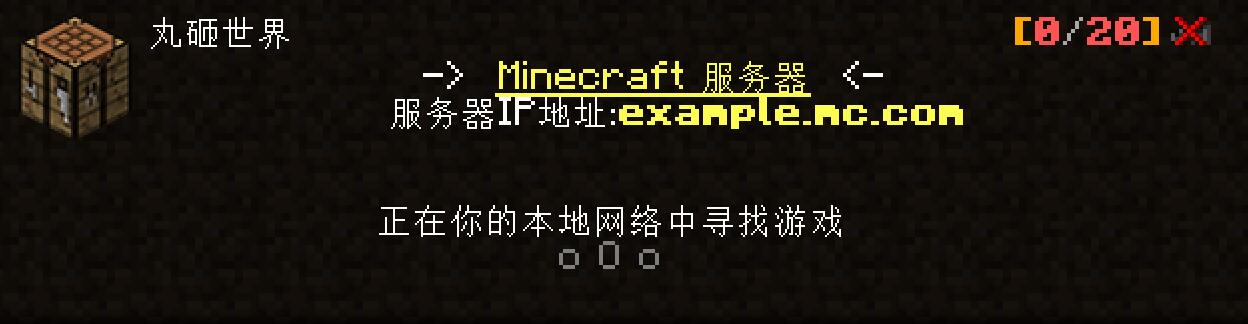 丸砸世界 [0/20]
-> Minecraft 服务器 <-
服务器IP地址:example.mc.com
正在你的本地网络中寻找游戏
o O o